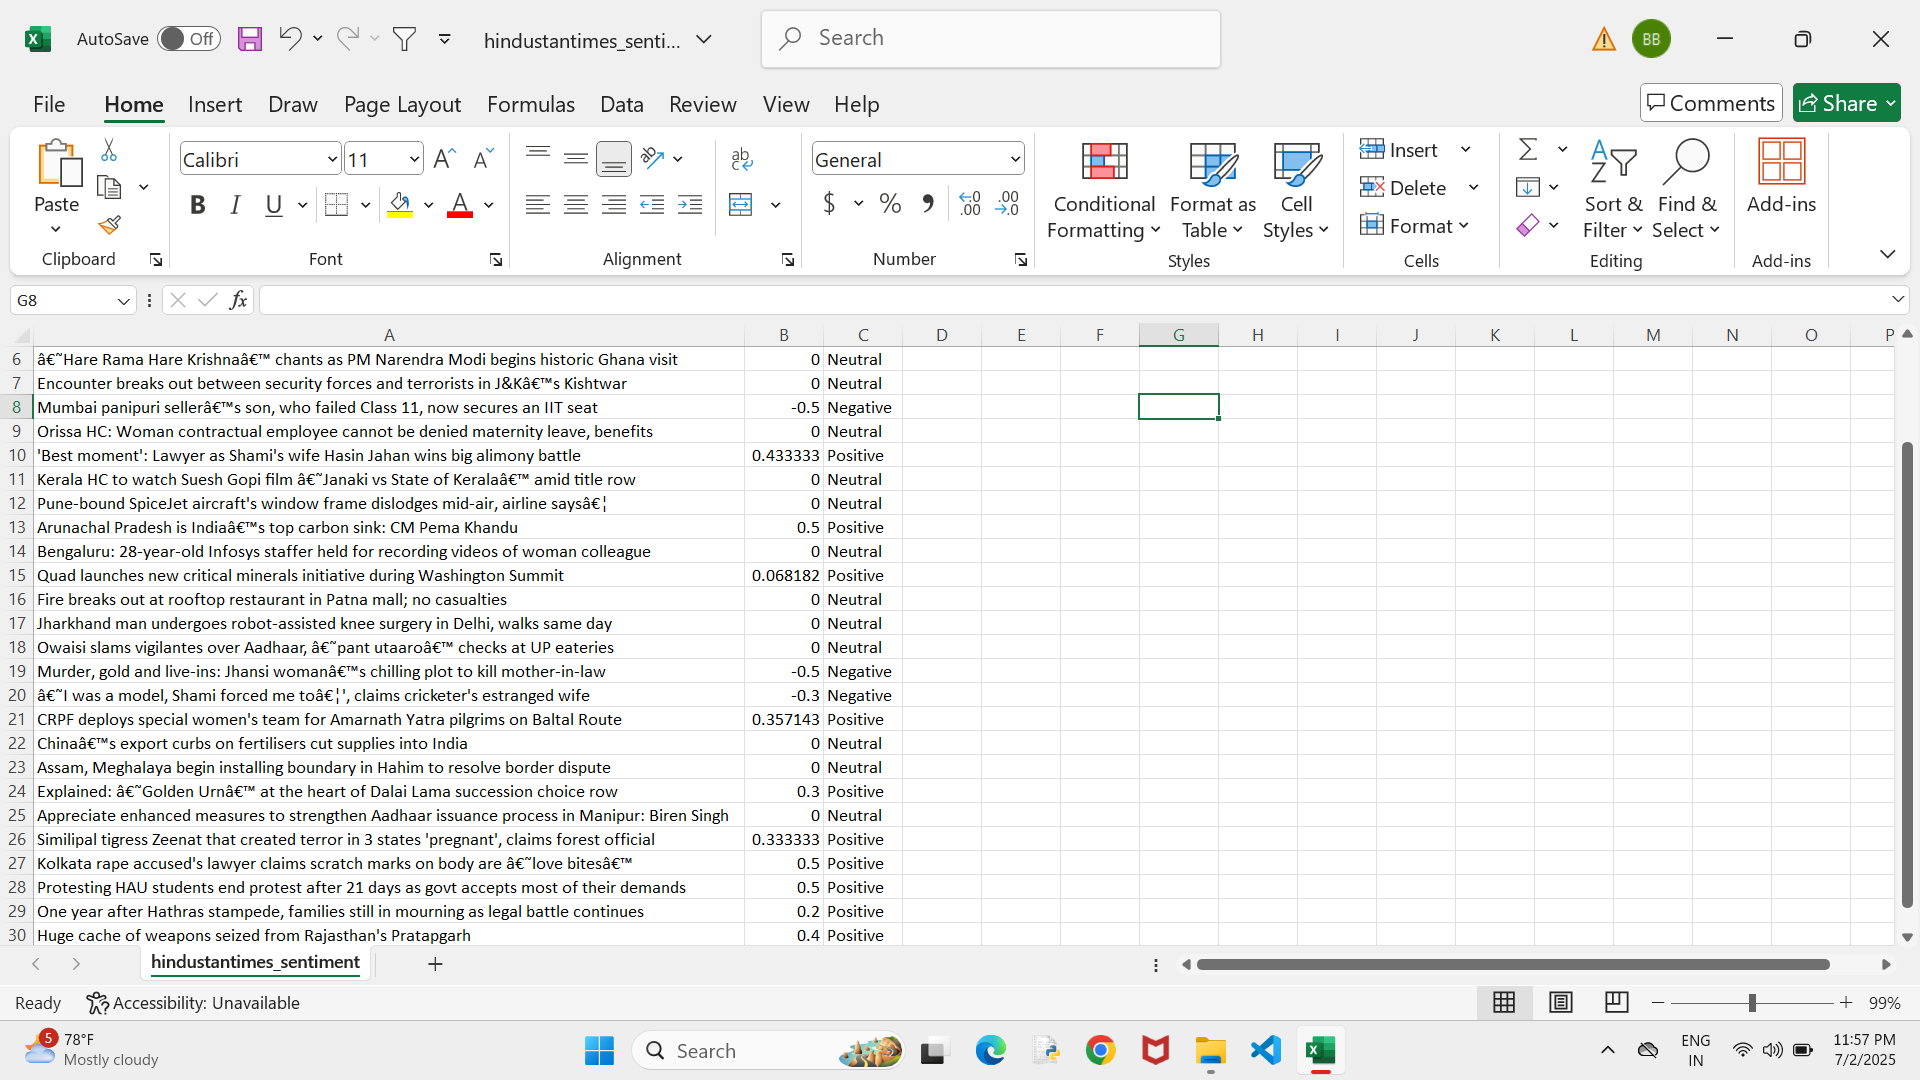 AutoSave Off hindustantimes_senti... Search BB
File Home Insert Draw Page Layout Formulas Data Review View Help Comments Share
Paste
Clipboard
Calibri 11
B I U A
Font
ab
Alignment
General
$ % , .00 .00
Number
Conditional Formatting
Format as Table
Cell Styles
Styles
Insert
Delete
Format
Cells
Sort & Filter
Find & Select
Editing
Add-ins
Add-ins
G8 fx
A B C D E F G H I J K L M N O P
6 â€˜Hare Rama Hare Krishnaâ€™ chants as PM Narendra Modi begins historic Ghana visit 0 Neutral
7 Encounter breaks out between security forces and terrorists in J&Kâ€™s Kishtwar 0 Neutral
8 Mumbai panipuri sellerâ€™s son, who failed Class 11, now secures an IIT seat -0.5 Negative
9 Orissa HC: Woman contractual employee cannot be denied maternity leave, benefits 0 Neutral
10 'Best moment': Lawyer as Shami's wife Hasin Jahan wins big alimony battle 0.433333 Positive
11 Kerala HC to watch Suesh Gopi film â€˜Janaki vs State of Keralaâ€™ amid title row 0 Neutral
12 Pune-bound SpiceJet aircraft's window frame dislodges mid-air, airline saysâ€¦ 0 Neutral
13 Arunachal Pradesh is Indiaâ€™s top carbon sink: CM Pema Khandu 0.5 Positive
14 Bengaluru: 28-year-old Infosys staffer held for recording videos of woman colleague 0 Neutral
15 Quad launches new critical minerals initiative during Washington Summit 0.068182 Positive
16 Fire breaks out at rooftop restaurant in Patna mall; no casualties 0 Neutral
17 Jharkhand man undergoes robot-assisted knee surgery in Delhi, walks same day 0 Neutral
18 Owaisi slams vigilantes over Aadhaar, â€˜pant utaaroâ€™ checks at UP eateries 0 Neutral
19 Murder, gold and live-ins: Jhansi womanâ€™s chilling plot to kill mother-in-law -0.5 Negative
20 â€˜I was a model, Shami forced me toâ€¦', claims cricketer's estranged wife -0.3 Negative
21 CRPF deploys special women's team for Amarnath Yatra pilgrims on Baltal Route 0.357143 Positive
22 Chinaâ€™s export curbs on fertilisers cut supplies into India 0 Neutral
23 Assam, Meghalaya begin installing boundary in Hahim to resolve border dispute 0 Neutral
24 Explained: â€˜Golden Urnâ€™ at the heart of Dalai Lama succession choice row 0.3 Positive
25 Appreciate enhanced measures to strengthen Aadhaar issuance process in Manipur: Biren Singh 0 Neutral
26 Similipal tigress Zeenat that created terror in 3 states 'pregnant', claims forest official 0.333333 Positive
27 Kolkata rape accused's lawyer claims scratch marks on body are â€˜love bitesâ€™ 0.5 Positive
28 Protesting HAU students end protest after 21 days as govt accepts most of their demands 0.5 Positive
29 One year after Hathras stampede, families still in mourning as legal battle continues 0.2 Positive
30 Huge cache of weapons seized from Rajasthan's Pratapgarh 0.4 Positive
hindustantimes_sentiment
Ready Accessibility: Unavailable 99%
5 78°F
Mostly cloudy
Search
ENG
IN
11:57 PM
7/2/2025